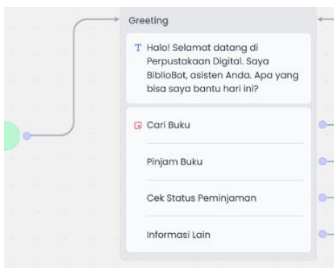 Greeting
Halo! Selamat datang di
Perpustakaan Digital. Saya
BiblioBot, asisten Anda. Apa yang
bisa saya bantu hari ini?
Cari Buku
Pinjam Buku
Cek Status Peminjaman
Informasi Lain